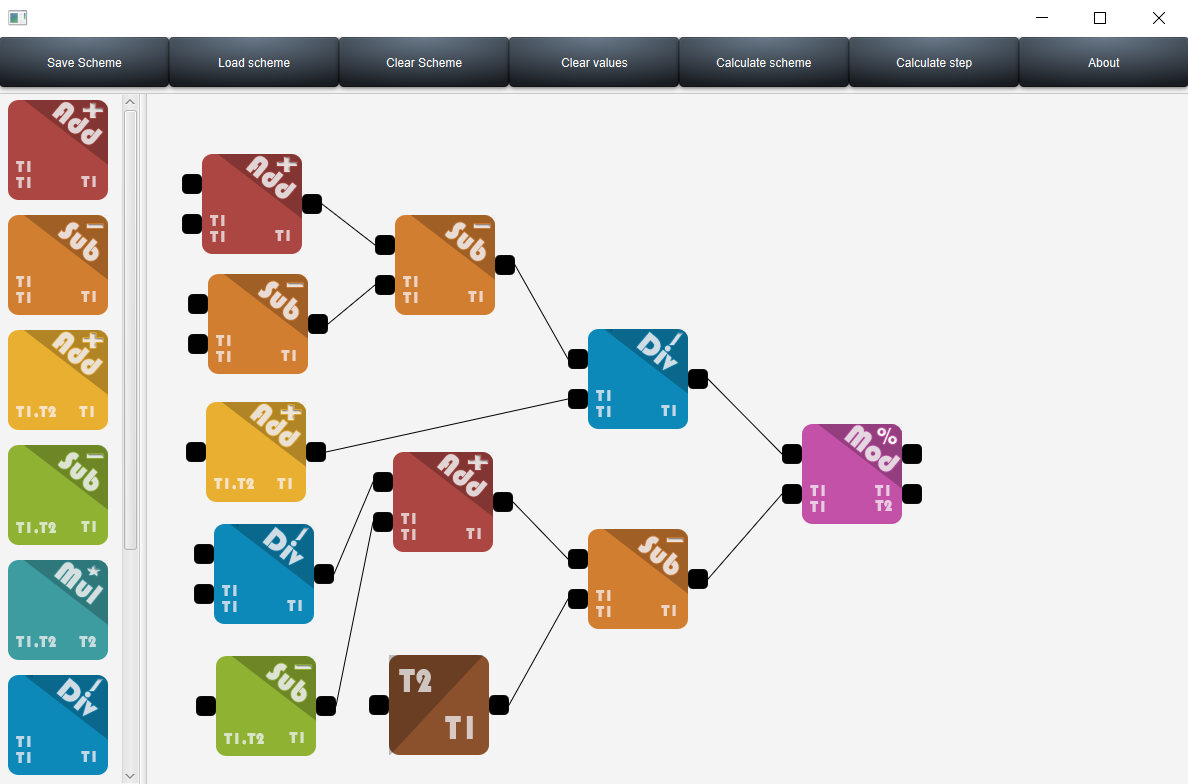 Save Scheme
Load scheme
Clear Scheme
Clear values
Calculate scheme
Calculate step
About
Add +
T1
T1 T1
Sub −
T1
T1 T1
Add +
T1.T2 T1
Sub −
T1.T2 T1
Mul *
T1.T2 T2
Div /
T1
T1 T1
Add +
T1
T1 T1
Sub −
T1
T1 T1
Sub −
T1
T1 T1
Div /
T1
T1 T1
Add +
T1.T2 T1
Mod %
T1 T1
T1 T2
Add +
T1
T1 T1
Div /
T1
T1 T1
Sub −
T1
T1 T1
Sub −
T1.T2 T1
T2
T1